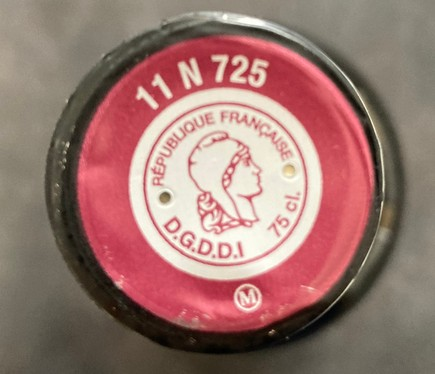 11 N 725
RÉPUBLIQUE FRANÇAISE
D.G.D.D.I
75 cl.
M